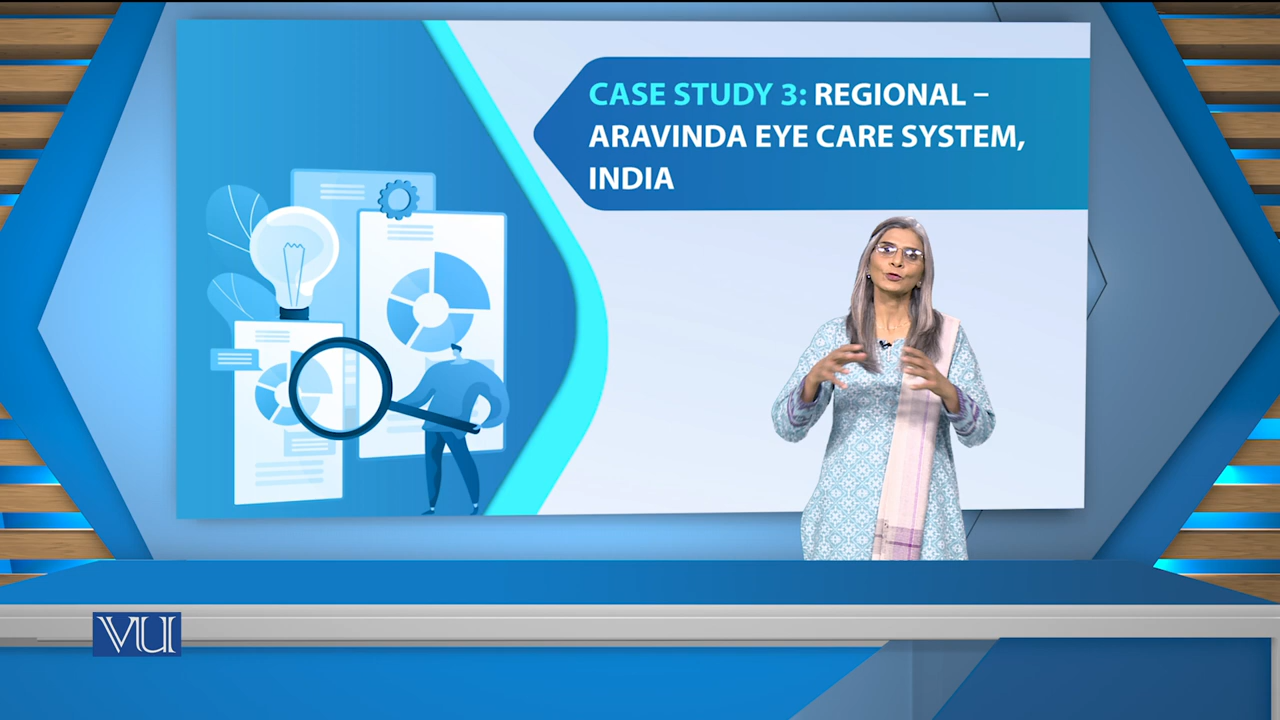 CASE STUDY 3: REGIONAL –
ARAVINDA EYE CARE SYSTEM,
INDIA
VU